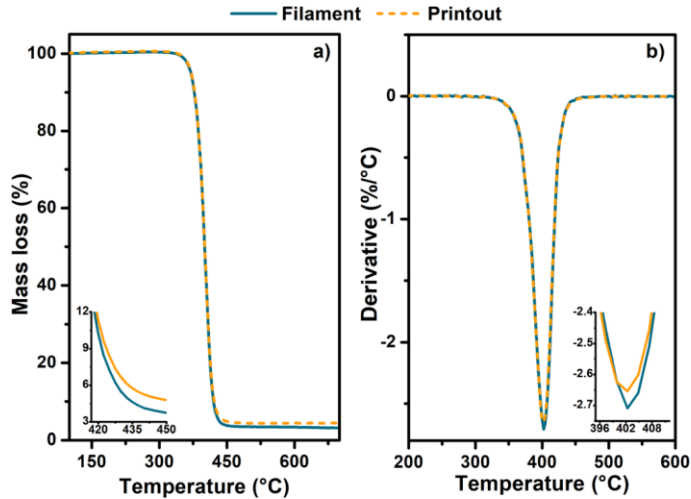 Filament Printout
a)
100
80
60
40
20
0
Mass loss (%)
150 300 450 600
Temperature (°C)
12
9
6
3
420 435 450
b)
0
-1
-2
Derivative (%/°C)
200 300 400 500 600
Temperature (°C)
-2.4
-2.5
-2.6
-2.7
396 402 408